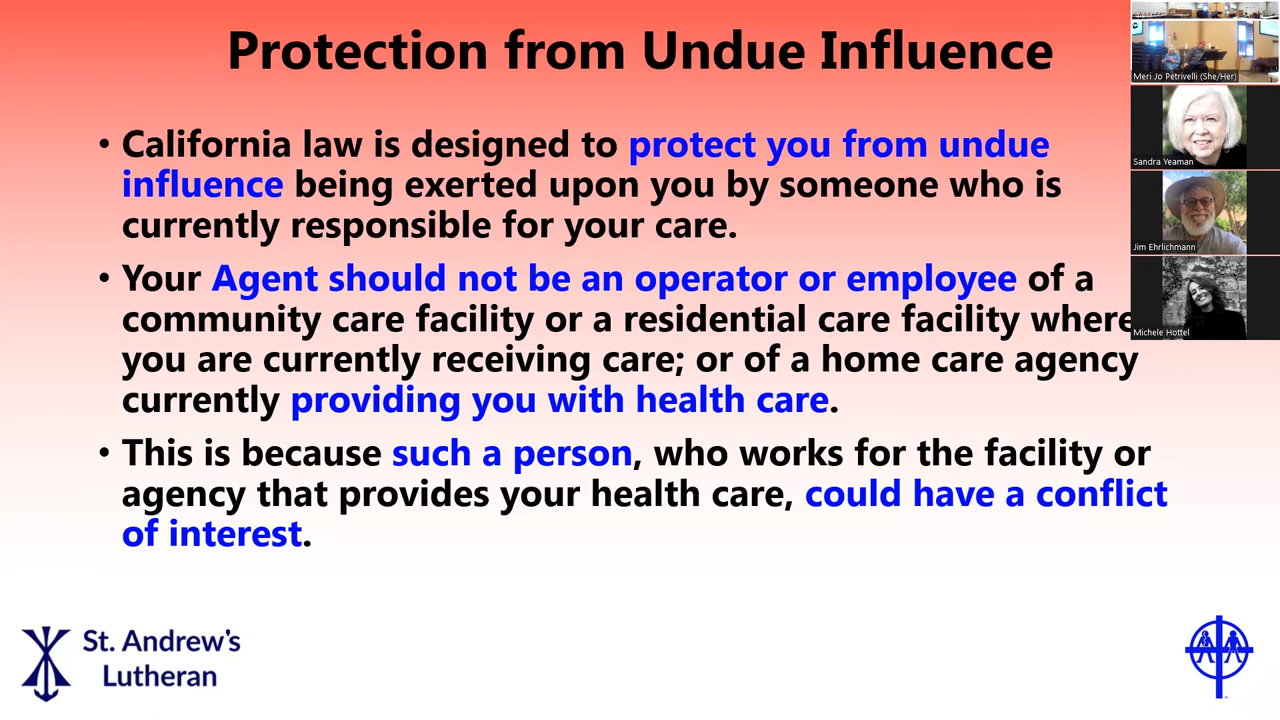 Protection from Undue Influence
• California law is designed to protect you from undue
influence being exerted upon you by someone who is
currently responsible for your care.
• Your Agent should not be an operator or employee of a
community care facility or a residential care facility where
you are currently receiving care; or of a home care agency
currently providing you with health care.
• This is because such a person, who works for the facility or
agency that provides your health care, could have a conflict
of interest.
St. Andrew's
Lutheran
Meri Jo Petrivelli (She/Her)
Sandra Yeaman
Jim Ehrlichmann
Michele Hottel